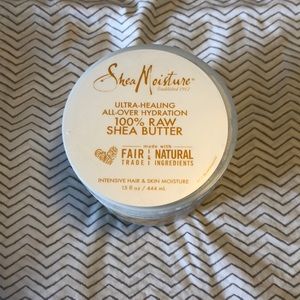 SheaMoisture
Established 1912
ULTRA-HEALING
ALL-OVER HYDRATION
100% RAW
SHEA BUTTER
made with
FAIR & NATURAL
TRADE INGREDIENTS
INTENSIVE HAIR & SKIN MOISTURE
15 fl oz / 444 mL